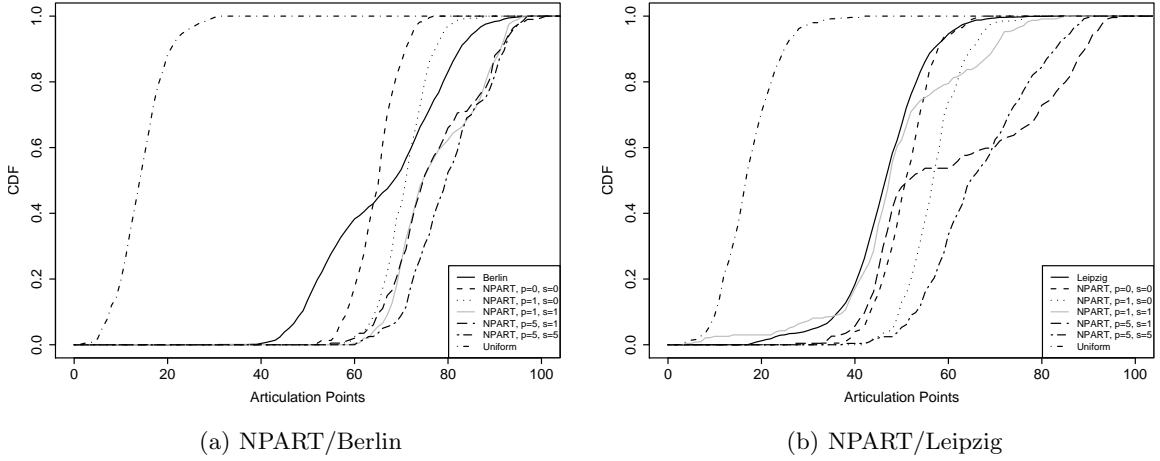 1.0
0.8
0.6
0.4
0.2
0.0
CDF
0 20 40 60 80 100
Articulation Points
Berlin
NPART, p=0, s=0
NPART, p=1, s=0
NPART, p=1, s=1
NPART, p=5, s=1
NPART, p=5, s=5
Uniform
(a) NPART/Berlin
1.0
0.8
0.6
0.4
0.2
0.0
CDF
0 20 40 60 80 100
Articulation Points
Leipzig
NPART, p=0, s=0
NPART, p=1, s=0
NPART, p=1, s=1
NPART, p=5, s=1
NPART, p=5, s=5
Uniform
(b) NPART/Leipzig